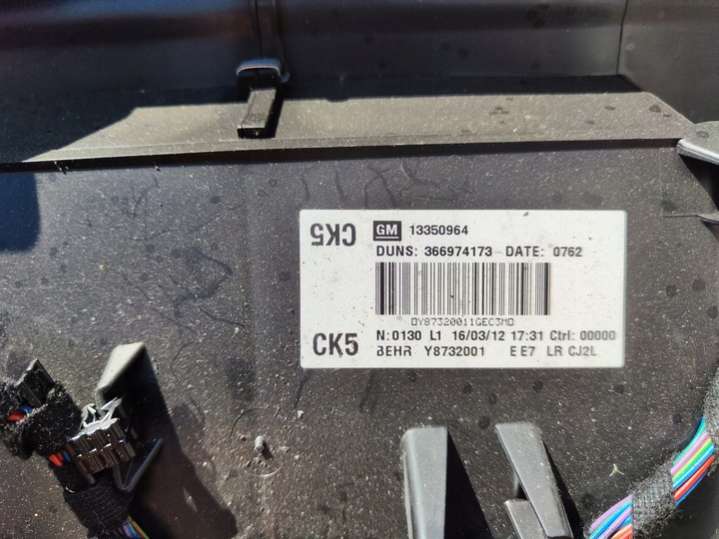 CK5
GM 13350964
DUNS: 366974173 DATE: 0762
DY87320011GEC3MD
CK5
N:0130 L1 16/03/12 17:31 Ctrl: 00000
BEHR Y8732001 E E7 LR CJ2L